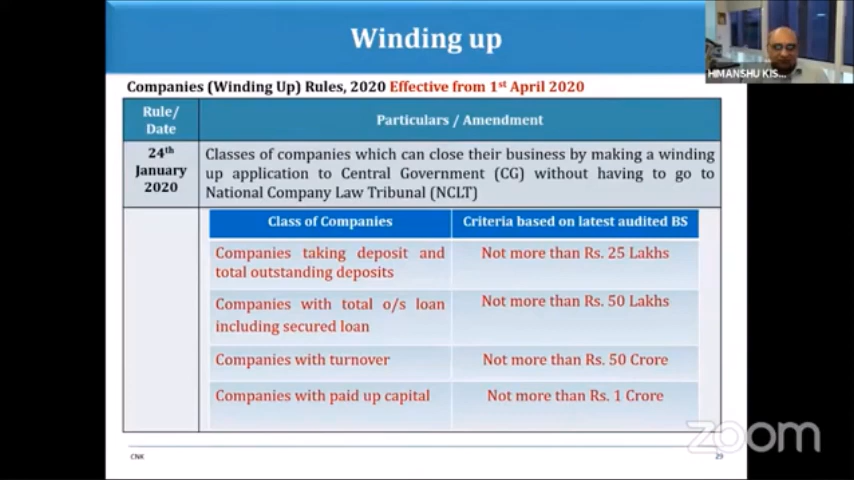 Winding up
HIMANSHU KIS...
Companies (Winding Up) Rules, 2020 Effective from 1st April 2020
Rule/
Date
Particulars / Amendment
24th
January
2020
Classes of companies which can close their business by making a winding
up application to Central Government (CG) without having to go to
National Company Law Tribunal (NCLT)
Class of Companies
Criteria based on latest audited BS
Companies taking deposit and
total outstanding deposits
Not more than Rs. 25 Lakhs
Companies with total o/s loan
including secured loan
Not more than Rs. 50 Lakhs
Companies with turnover
Not more than Rs. 50 Crore
Companies with paid up capital
Not more than Rs. 1 Crore
zoom
CNK
29